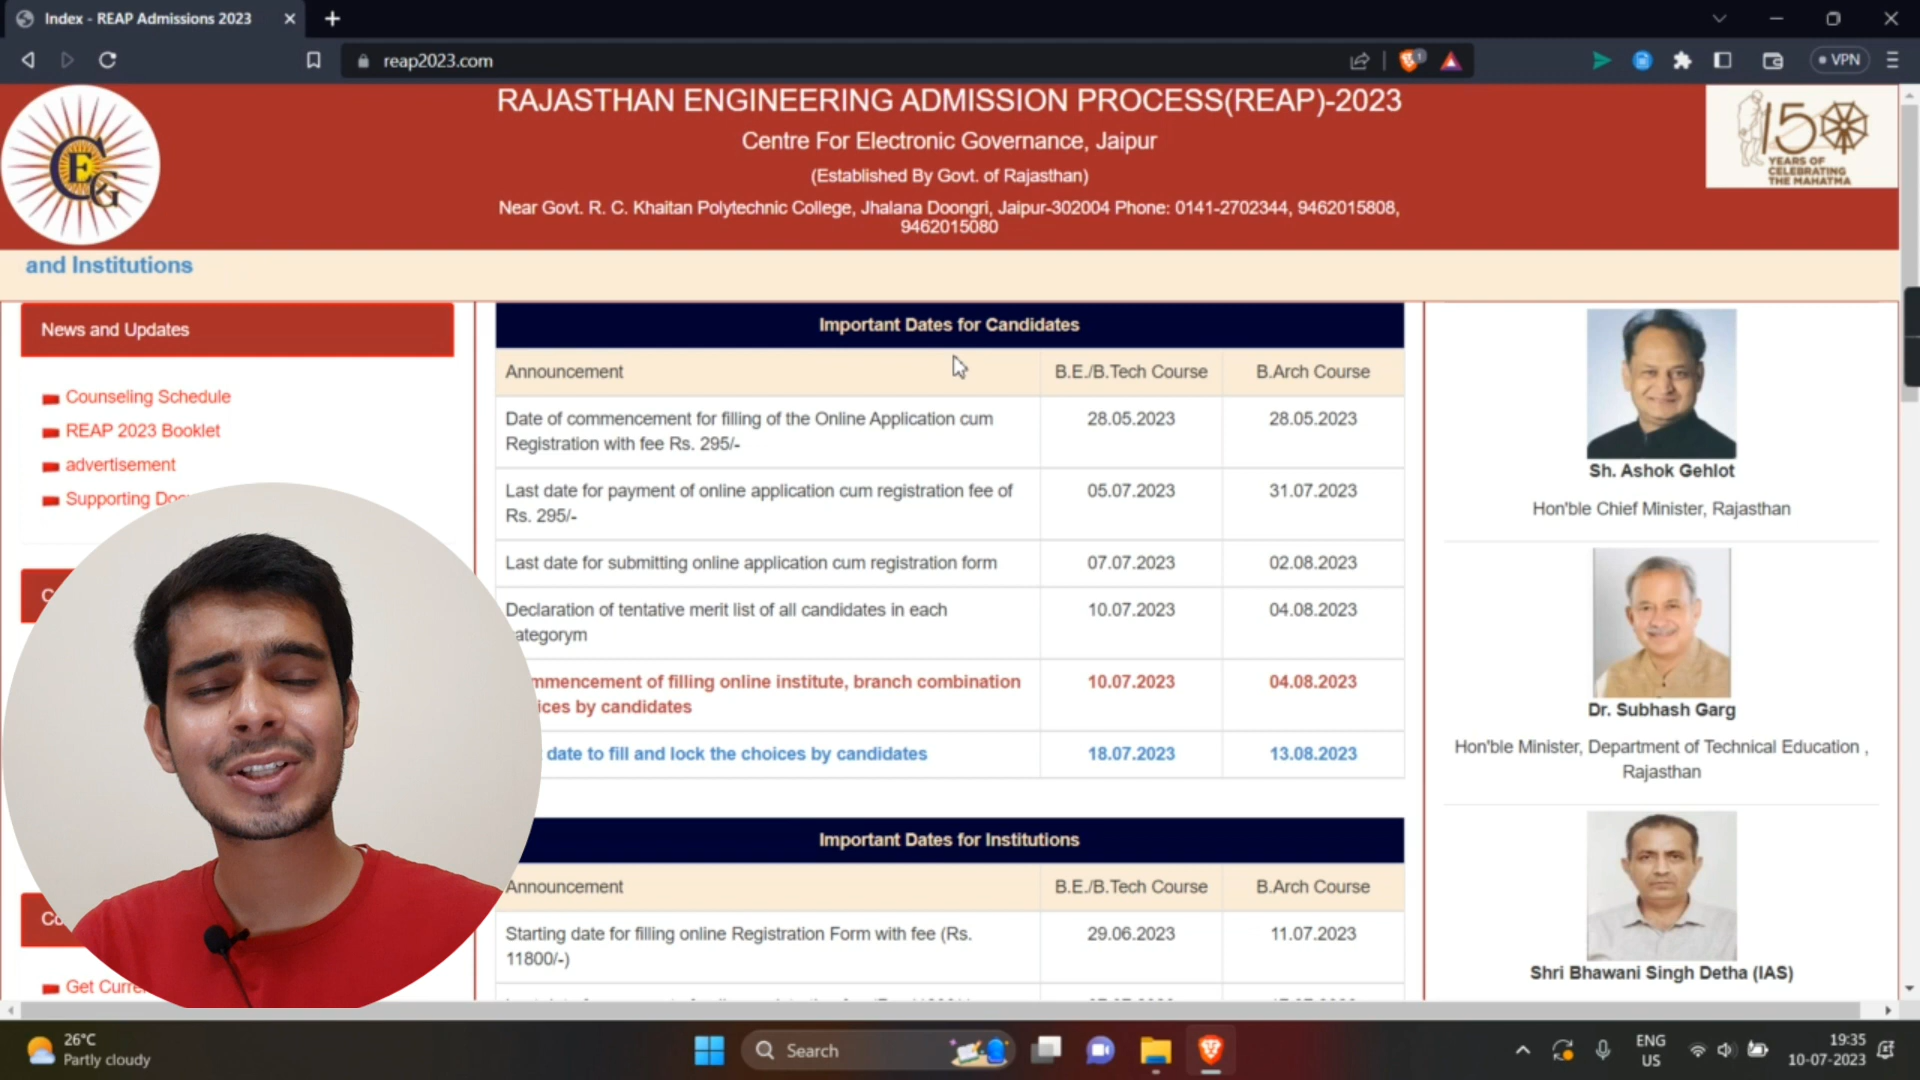 Index - REAP Admissions 2023
reap2023.com
1
VPN
RAJASTHAN ENGINEERING ADMISSION PROCESS(REAP)-2023
Centre For Electronic Governance, Jaipur
(Established By Govt. of Rajasthan)
Near Govt. R. C. Khaitan Polytechnic College, Jhalana Doongri, Jaipur-302004 Phone: 0141-2702344, 9462015808,
9462015080
CEG
150
YEARS OF
CELEBRATING
THE MAHATMA
and Institutions
News and Updates
Counseling Schedule
REAP 2023 Booklet
advertisement
Supporting
Get
Important Dates for Candidates
Announcement B.E./B.Tech Course B.Arch Course
Date of commencement for filling of the Online Application cum
Registration with fee Rs. 295/- 28.05.2023 28.05.2023
Last date for payment of online application cum registration fee of
Rs. 295/- 05.07.2023 31.07.2023
Last date for submitting online application cum registration form 07.07.2023 02.08.2023
Declaration of tentative merit list of all candidates in each
ategorym 10.07.2023 04.08.2023
mmencement of filling online institute, branch combination
ices by candidates 10.07.2023 04.08.2023
date to fill and lock the choices by candidates 18.07.2023 13.08.2023
Important Dates for Institutions
Announcement B.E./B.Tech Course B.Arch Course
Starting date for filling online Registration Form with fee (Rs.
11800/-) 29.06.2023 11.07.2023
Sh. Ashok Gehlot
Hon'ble Chief Minister, Rajasthan
Dr. Subhash Garg
Hon'ble Minister, Department of Technical Education ,
Rajasthan
Shri Bhawani Singh Detha (IAS)
26°C
Partly cloudy
Search
ENG
US
19:35
10-07-2023